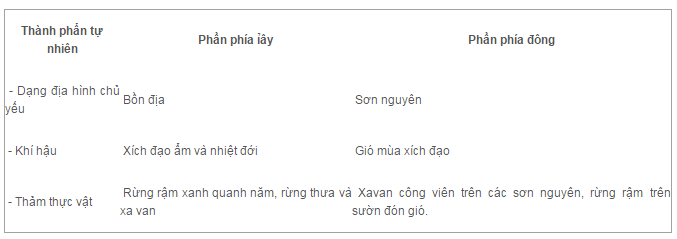 Thành phẩn tự nhiên
Phần phía iây
Phần phía đông
- Dạng địa hình chủ yếu
Bồn địa
Sơn nguyên
- Khí hậu
Xích đạo ẩm và nhiệt đới
Gió mùa xích đạo
- Thảm thực vật
Rừng rậm xanh quanh năm, rừng thưa và xa van
Xavan công viên trên các sơn nguyên, rừng rậm trên sườn đón gió.